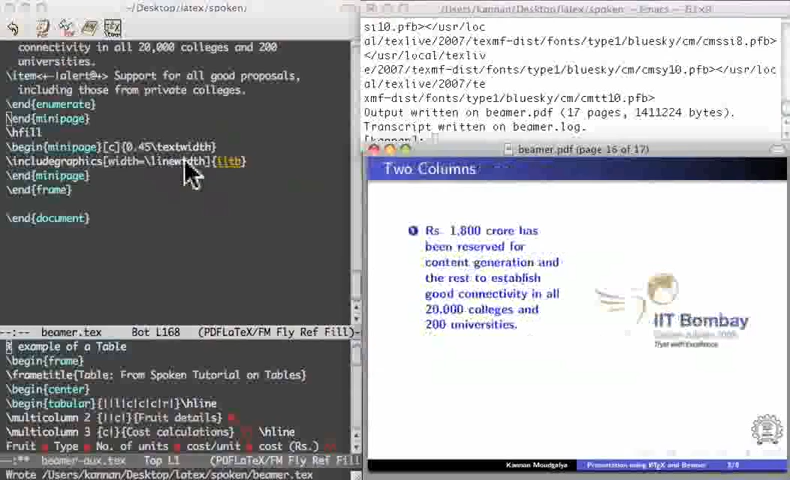 ~/Desktop/latex/spoken/
connectivity in all 20,000 colleges and 200
universities.
\item<+-|alert@+> Support for all good proposals,
including those from private colleges.
\end{enumerate}
\end{minipage}
\hfill
\begin{minipage}[c]{0.45\textwidth}
\includegraphics[width=\linewidth]{iitb}
\end{minipage}
\end{frame}
\end{document}
--:-- beamer.tex Bot L168 (PDFLaTeX/FM Fly Ref Fill)-
% example of a Table
\begin{frame}
\frametitle{Table: From Spoken Tutorial on Tables}
\begin{center}
\begin{tabular}{|l|c|c|r|}\hline
\multicolumn 2 {|l|}{Fruit details}
\multicolumn 3 {c|}{Cost calculations} \hline
Fruit Type No. of units cost/unit cost (Rs.)
--:** beamer-aux.tex Top L1 (PDFLaTeX/FM Fly Ref Fill
Wrote /Users/kannan/Desktop/latex/spoken/beamer.tex
/Users/kannan/Desktop/latex/spoken
si10.pfb></usr/loc
al/texlive/2007/texmf-dist/fonts/type1/bluesky/cm/cmssi8.pfb>
</usr/local/texliv
e/2007/texmf-dist/fonts/type1/bluesky/cm/cmsy10.pfb></usr/loca
l/texlive/2007/te
xmf-dist/fonts/type1/bluesky/cm/cmtt10.pfb>
Output written on beamer.pdf (17 pages, 1411224 bytes).
Transcript written on beamer.log.
beamer.pdf (page 16 of 17)
Two Columns
1 Rs. 1,800 crore has
been reserved for
content generation and
the rest to establish
good connectivity in all
20,000 colleges and
200 universities.
IIT Bombay
Kannan Moudgalya Presentation using LATEX and Beamer